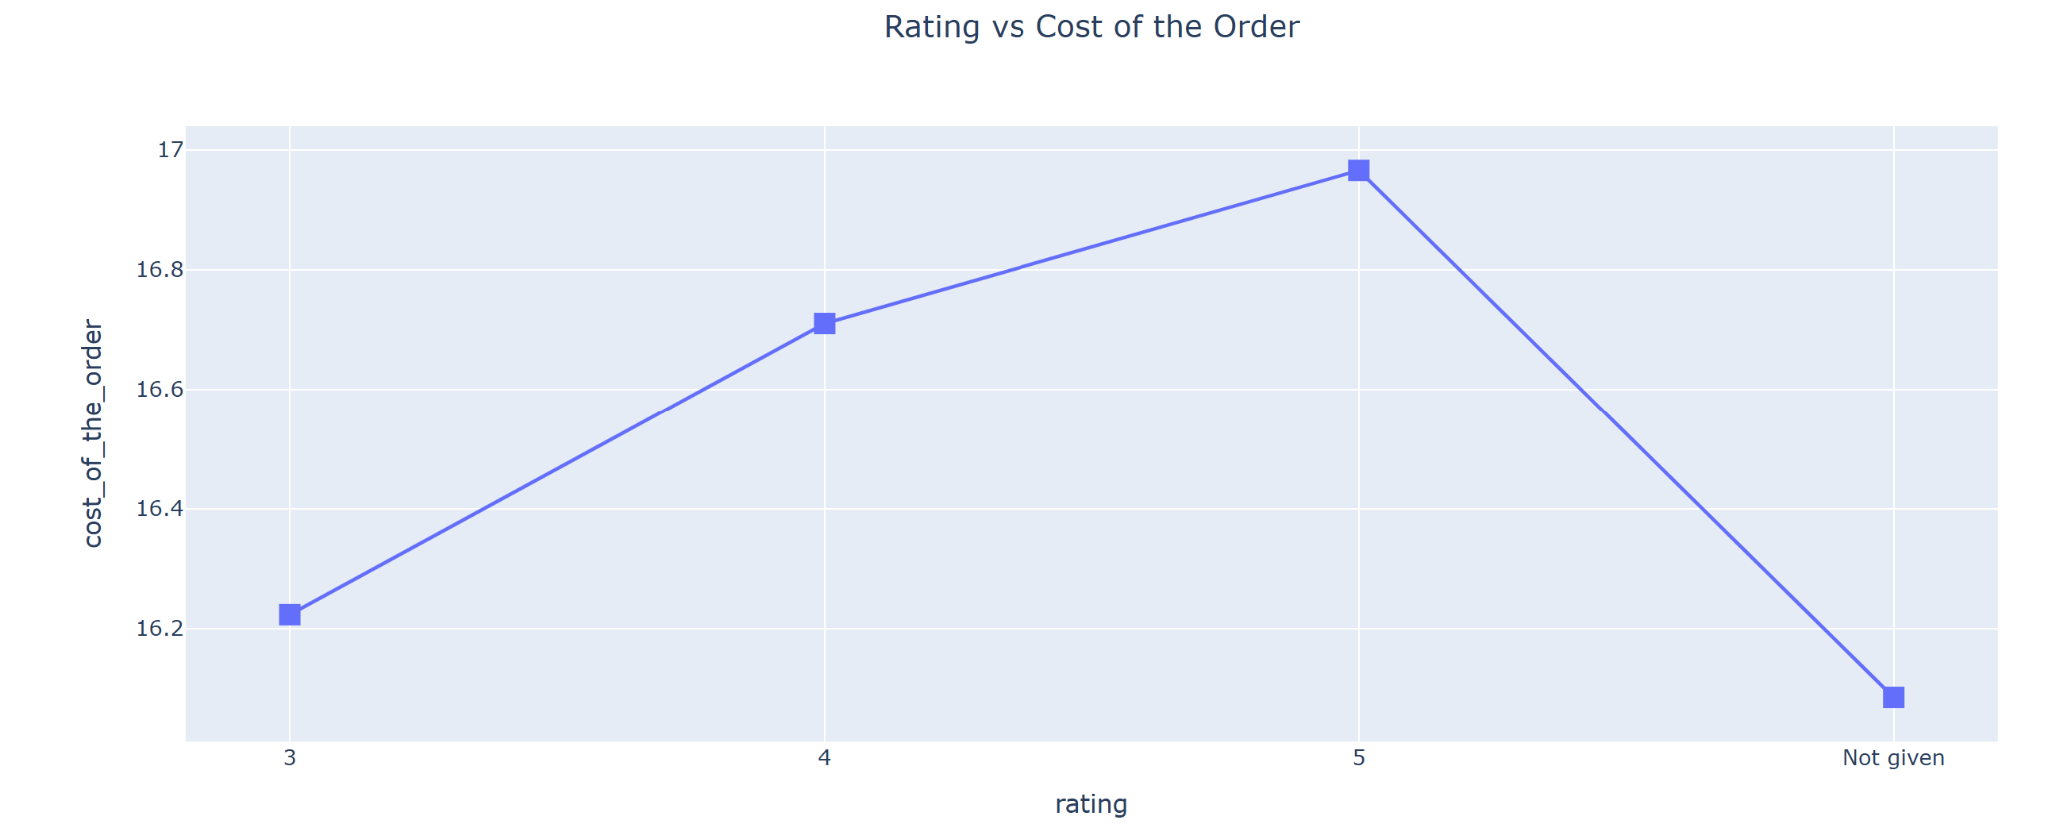 Rating vs Cost of the Order
17
16.8
16.6
16.4
16.2
cost_of_the_order
3 4 5 Not given
rating